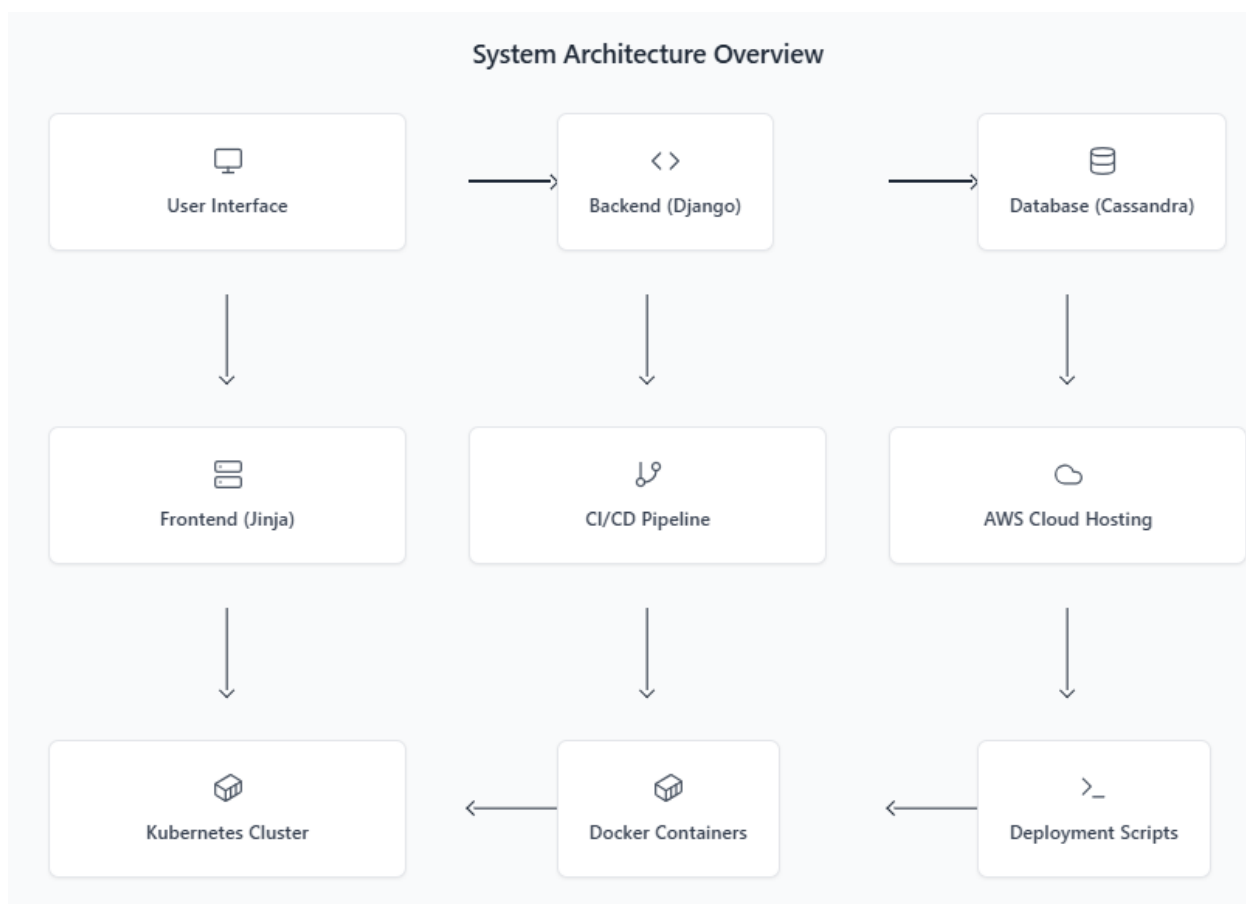 System Architecture Overview
User Interface
Backend (Django)
Database (Cassandra)
Frontend (Jinja)
CI/CD Pipeline
AWS Cloud Hosting
Kubernetes Cluster
Docker Containers
Deployment Scripts